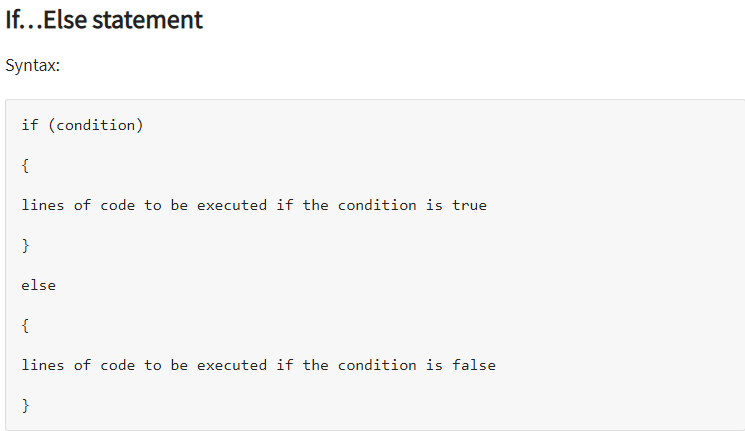 If…Else statement
Syntax:
if (condition)
{
lines of code to be executed if the condition is true
}
else
{
lines of code to be executed if the condition is false
}